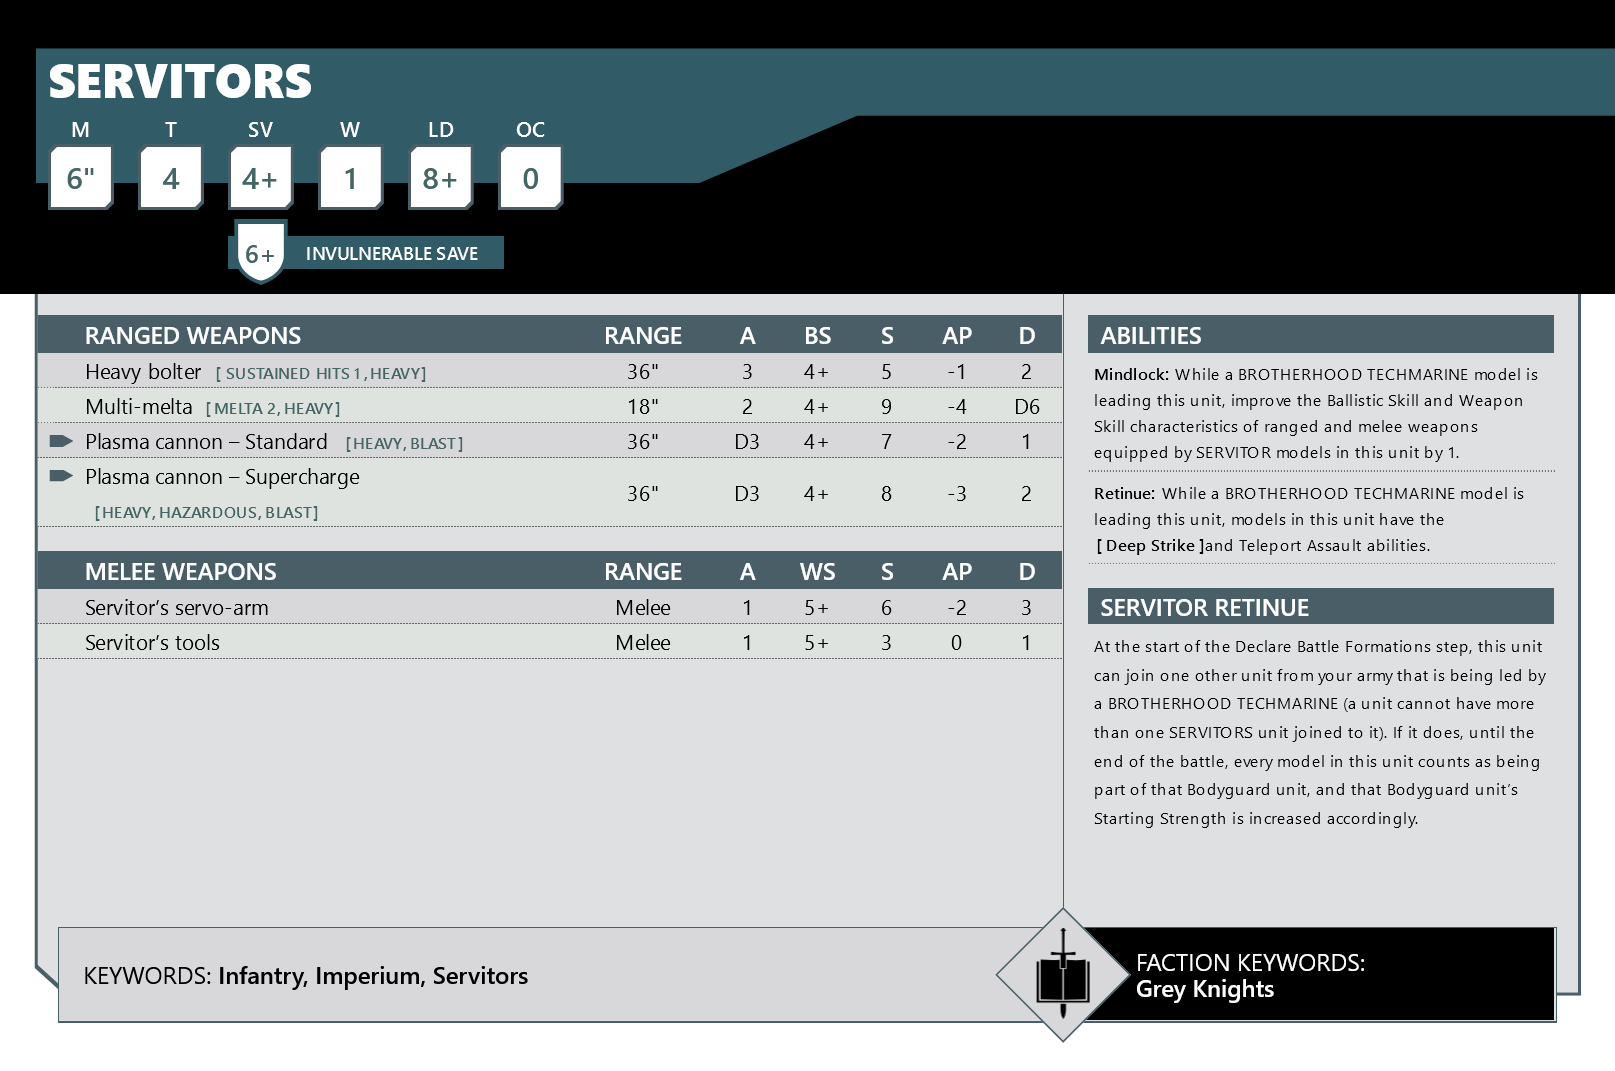 SERVITORS
M T SV W LD OC
6" 4 4+ 1 8+ 0
6+ INVULNERABLE SAVE
RANGED WEAPONS RANGE A BS S AP D
Heavy bolter [ SUSTAINED HITS 1, HEAVY] 36" 3 4+ 5 -1 2
Multi-melta [MELTA 2, HEAVY] 18" 2 4+ 9 -4 D6
Plasma cannon – Standard [HEAVY, BLAST] 36" D3 4+ 7 -2 1
Plasma cannon – Supercharge
36" D3 4+ 8 -3 2
[HEAVY, HAZARDOUS, BLAST]
MELEE WEAPONS RANGE A WS S AP D
Servitor’s servo-arm Melee 1 5+ 6 -2 3
Servitor’s tools Melee 1 5+ 3 0 1
ABILITIES
Mindlock: While a BROTHERHOOD TECHMARINE model is
leading this unit, improve the Ballistic Skill and Weapon
Skill characteristics of ranged and melee weapons
equipped by SERVITOR models in this unit by 1.
Retinue: While a BROTHERHOOD TECHMARINE model is
leading this unit, models in this unit have the
[ Deep Strike ]and Teleport Assault abilities.
SERVITOR RETINUE
At the start of the Declare Battle Formations step, this unit
can join one other unit from your army that is being led by
a BROTHERHOOD TECHMARINE (a unit cannot have more
than one SERVITORS unit joined to it). If it does, until the
end of the battle, every model in this unit counts as being
part of that Bodyguard unit, and that Bodyguard unit’s
Starting Strength is increased accordingly.
KEYWORDS: Infantry, Imperium, Servitors
FACTION KEYWORDS:
Grey Knights